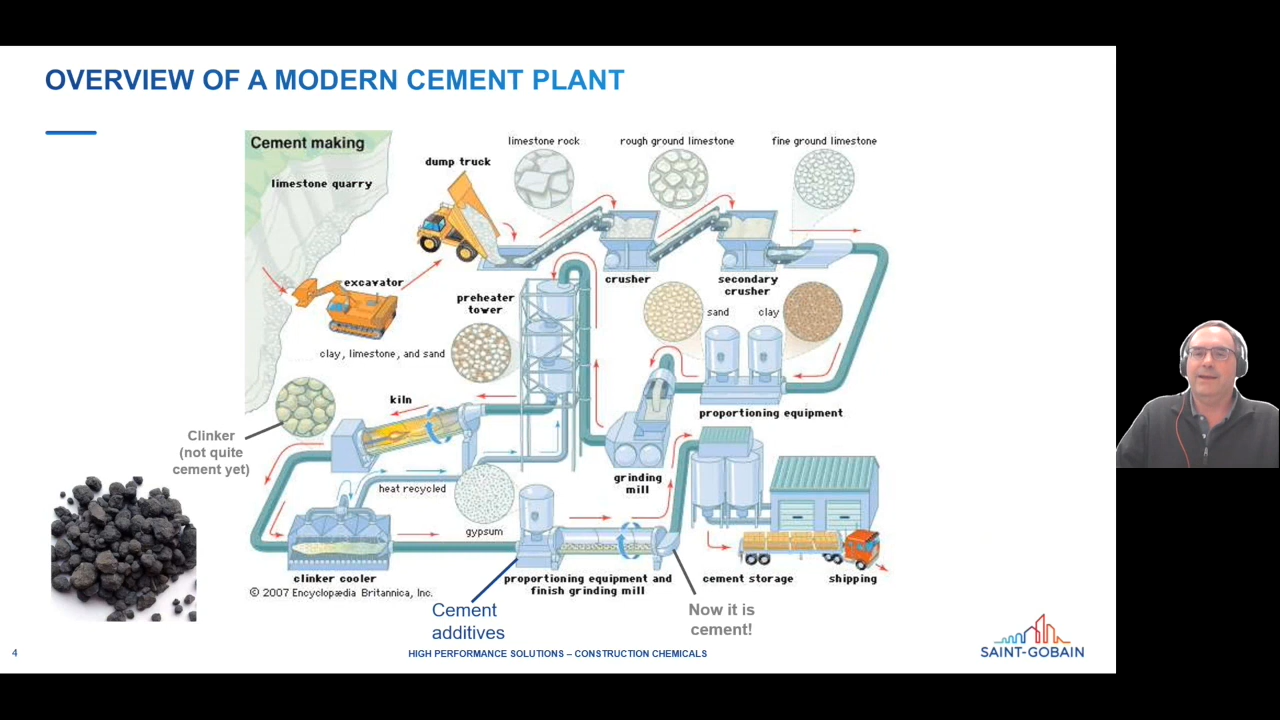 OVERVIEW OF A MODERN CEMENT PLANT
Cement making
limestone quarry
dump truck
limestone rock
rough ground limestone
fine ground limestone
excavator
crusher
secondary
crusher
preheater
tower
sand
clay
clay, limestone, and sand
kiln
proportioning equipment
Clinker
(not quite
cement yet)
heat recycled
grinding
mill
gypsum
clinker cooler
proportioning equipment and
finish grinding mill
cement storage
shipping
© 2007 Encyclopædia Britannica, Inc.
Cement
additives
Now it is
cement!
4
HIGH PERFORMANCE SOLUTIONS – CONSTRUCTION CHEMICALS
SAINT-GOBAIN